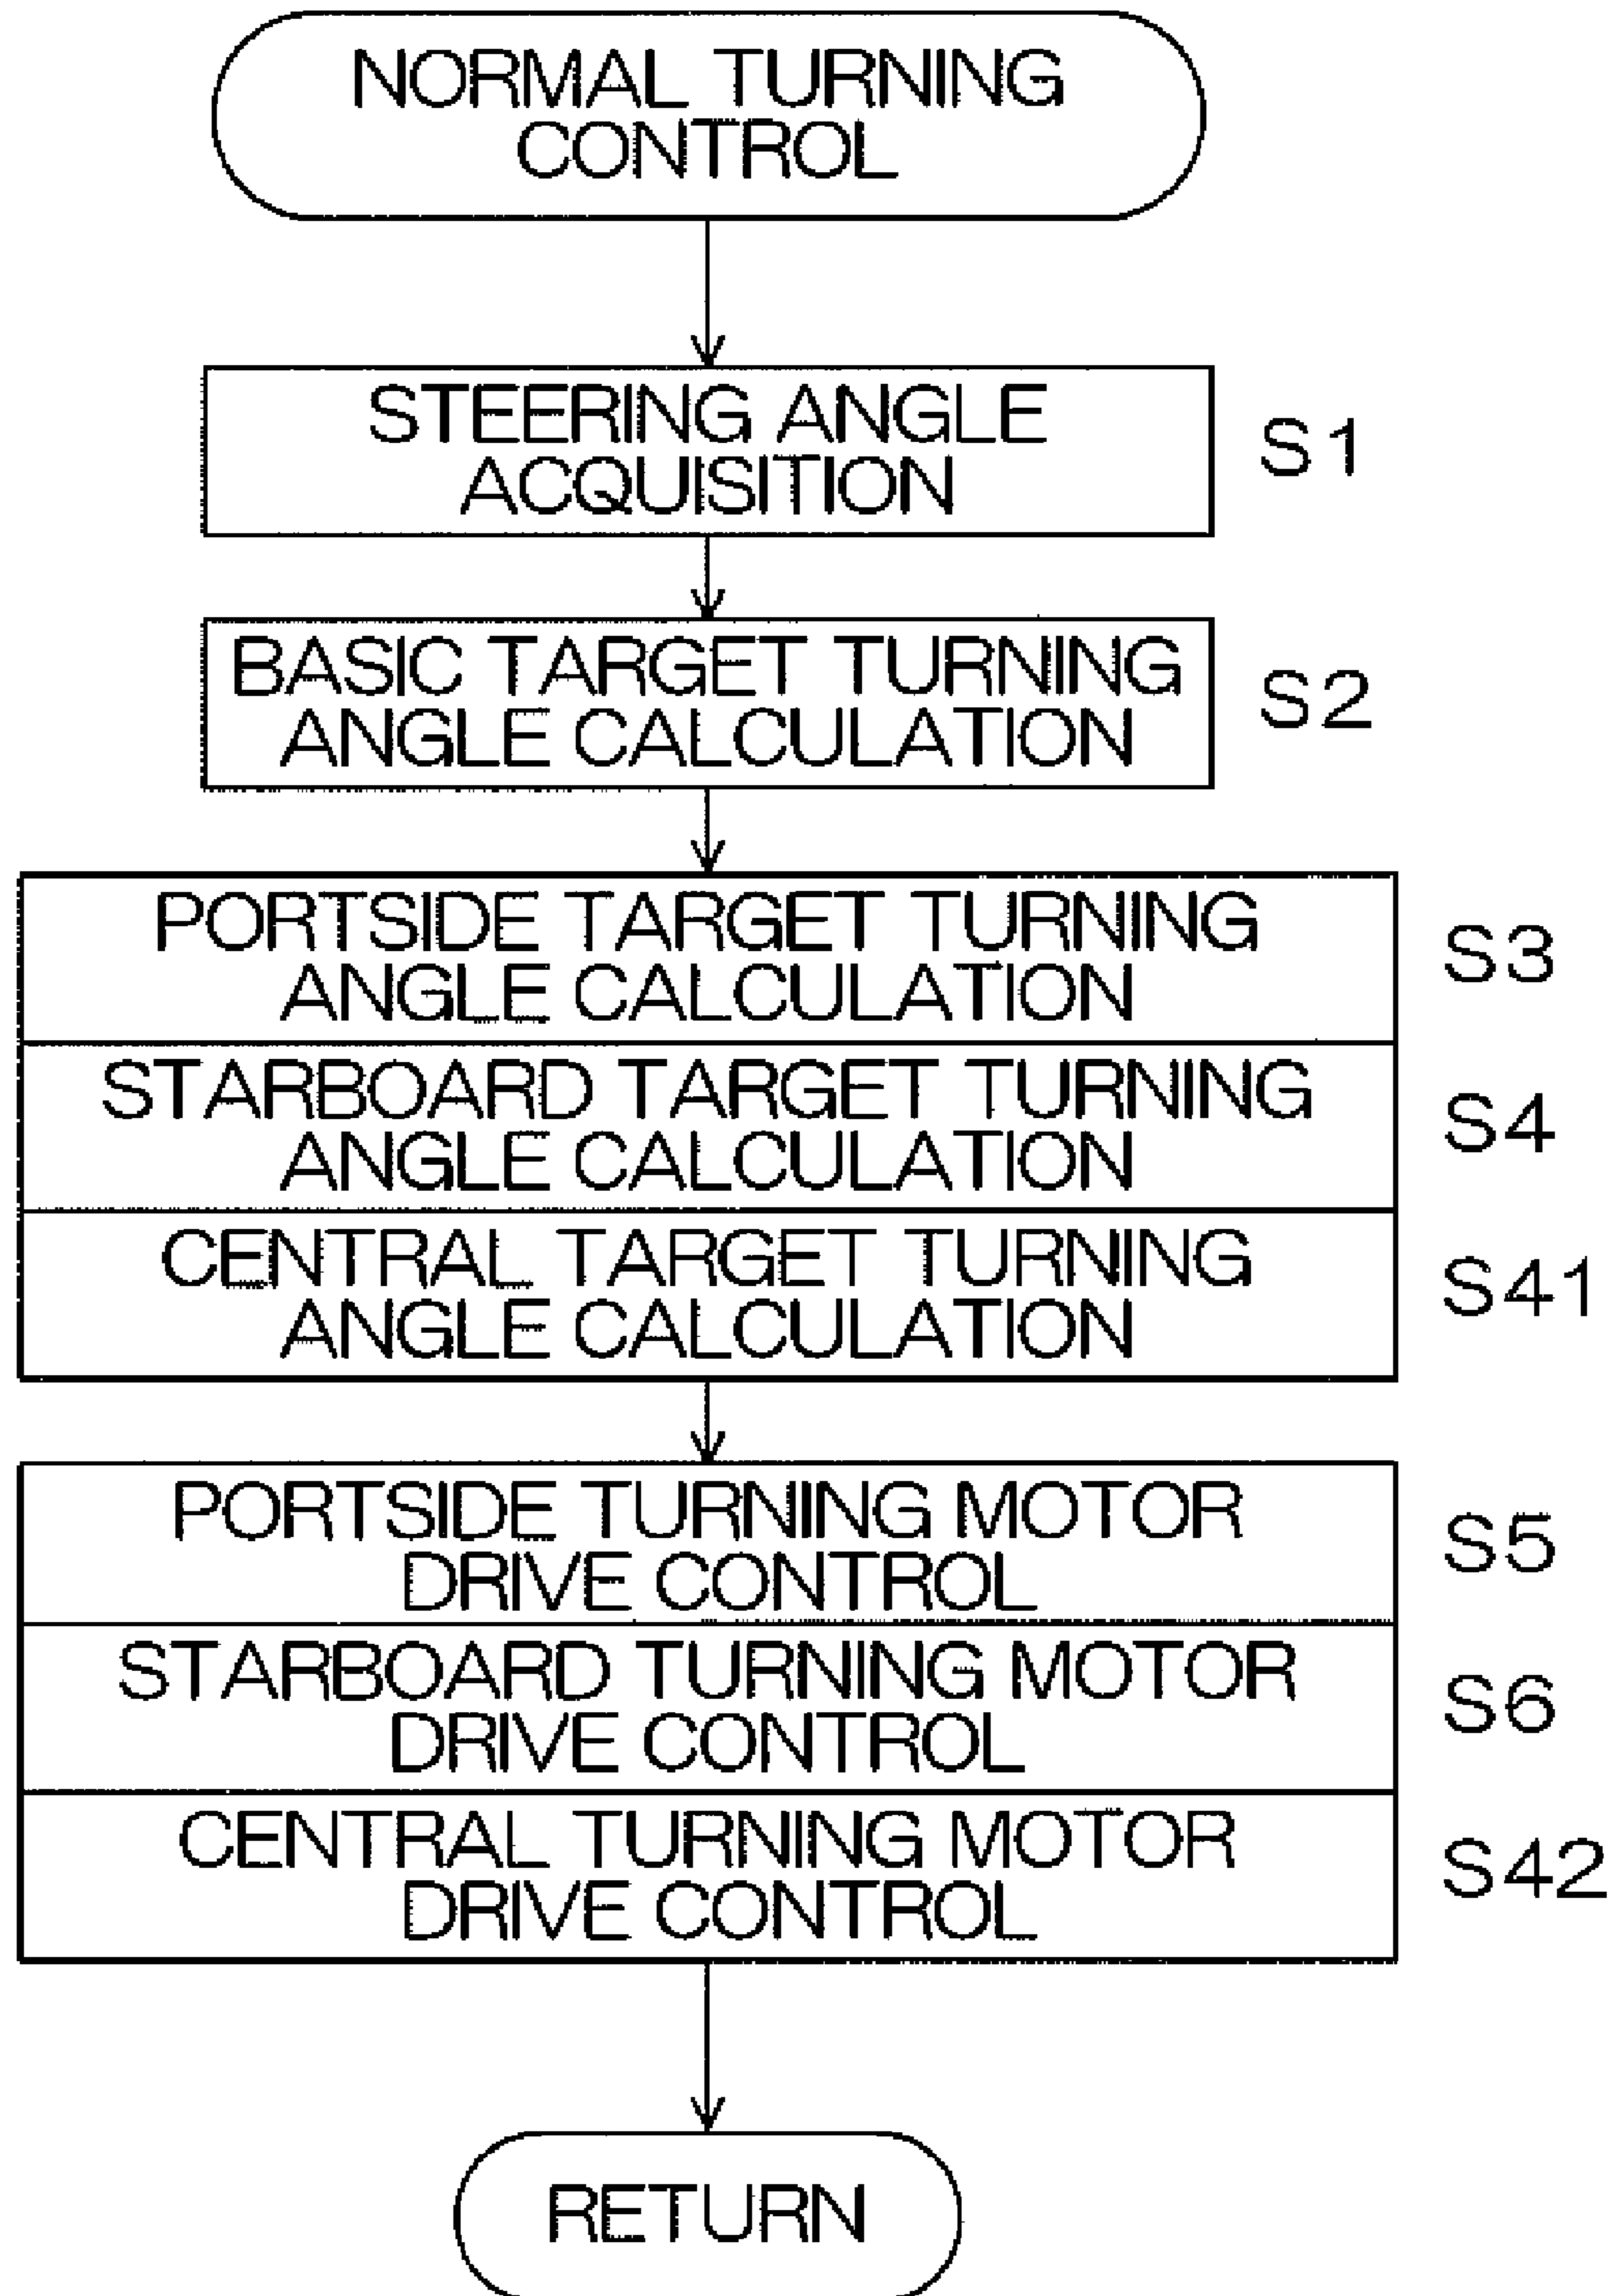 NORMAL TURNING
CONTROL
STEERING ANGLE
ACQUISITION
S1
BASIC TARGET TURNING
ANGLE CALCULATION
S2
PORTSIDE TARGET TURNING
ANGLE CALCULATION
S3
STARBOARD TARGET TURNING
ANGLE CALCULATION
S4
CENTRAL TARGET TURNING
ANGLE CALCULATION
S41
PORTSIDE TURNING MOTOR
DRIVE CONTROL
S5
STARBOARD TURNING MOTOR
DRIVE CONTROL
S6
CENTRAL TURNING MOTOR
DRIVE CONTROL
S42
RETURN